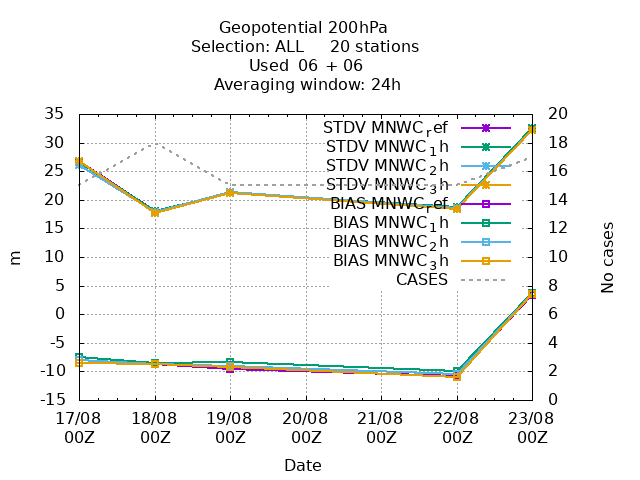 Geopotential 200hPa
Selection: ALL 20 stations
Used 06 + 06
Averaging window: 24h
35 20
30 18
25 16
20 14
15 12
10 10
5 8
0 6
-5 4
-10 2
-15 0
STDV MNWC_ref
STDV MNWC_1h
STDV MNWC_2h
STDV MNWC_3h
BIAS MNWC_ref
BIAS MNWC_1h
BIAS MNWC_2h
BIAS MNWC_3h
CASES
m
No cases
17/08 18/08 19/08 20/08 21/08 22/08 23/08
00Z 00Z 00Z 00Z 00Z 00Z 00Z
Date